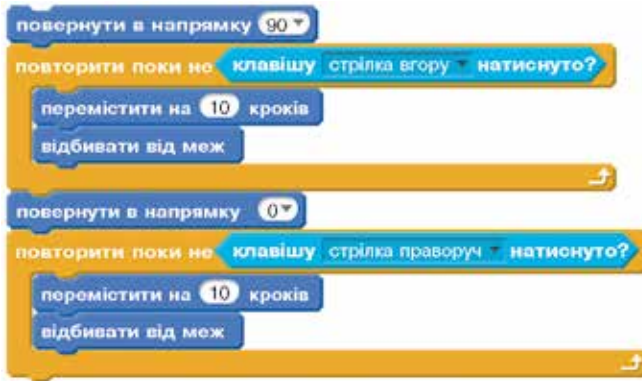 повернути в напрямку 90
повторити поки не клавішу стрілка вгору натиснуто?
перемістити на 10 кроків
відбивати від меж
повернути в напрямку 0
повторити поки не клавішу стрілка праворуч натиснуто?
перемістити на 10 кроків
відбивати від меж